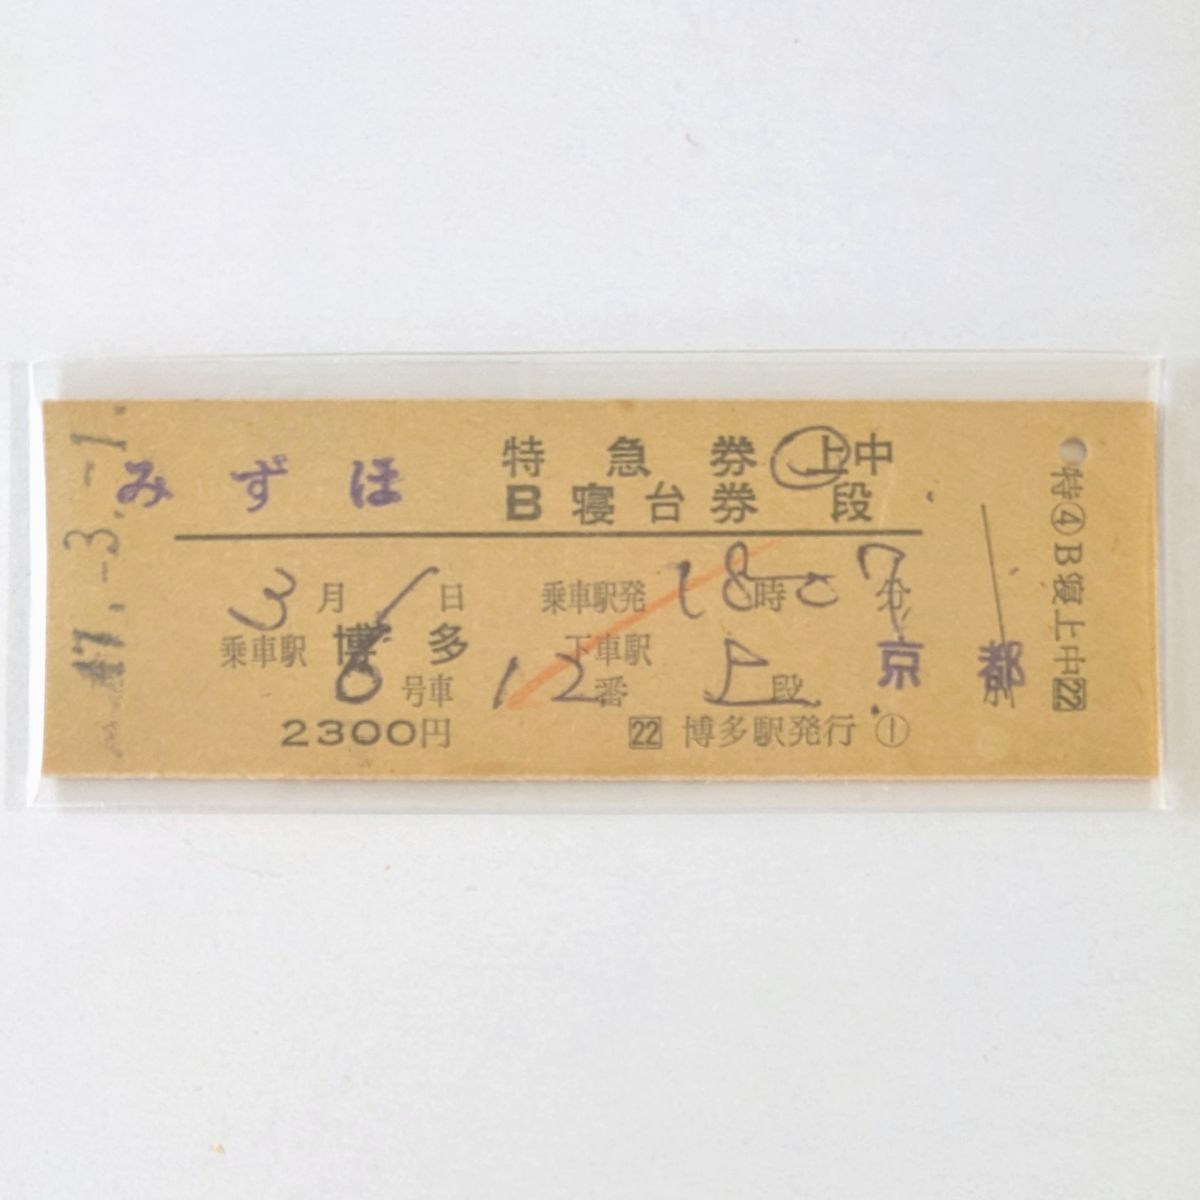 47.-3.-1.
みずほ 特急券 上中
B寝台券 段
3月1日 乗車駅発 18時07分
乗車駅 博多 下車駅 京都
6号車 12番 上段
2300円 22 博多駅発行 ①
特④B寝上中22